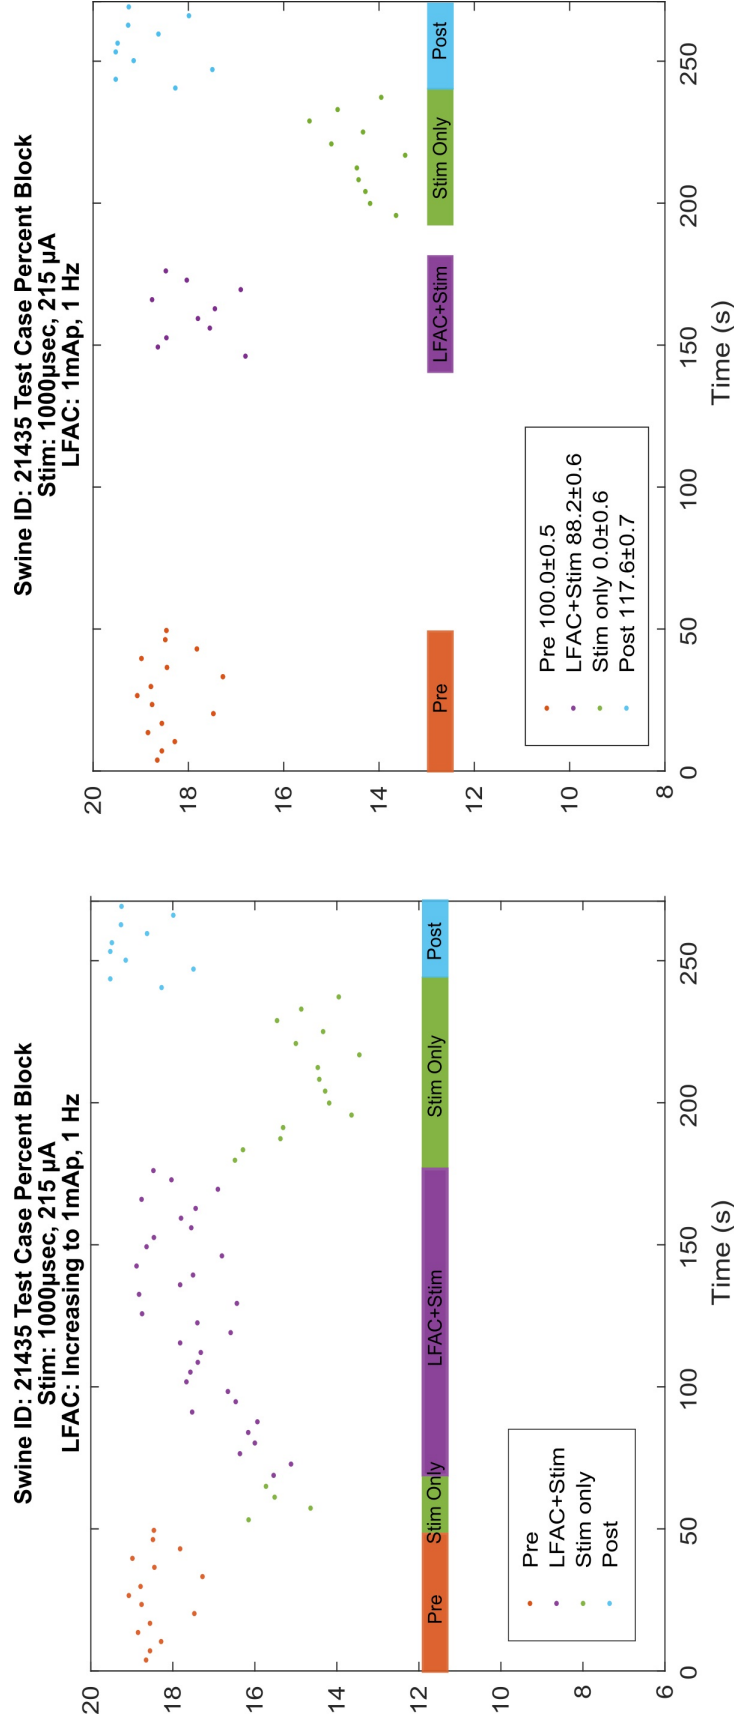 Swine ID: 21435 Test Case Percent Block
Stim: 1000µsec, 215 µA
LFAC: Increasing to 1mAp, 1 Hz
20
18
16
14
12
10
8
6
Pre
Stim Only
LFAC+Stim
Stim Only
Post
Pre
LFAC+Stim
Stim only
Post
0
50
100
150
200
250
Time (s)
Swine ID: 21435 Test Case Percent Block
Stim: 1000µsec, 215 µA
LFAC: 1mAp, 1 Hz
20
18
16
14
12
10
8
Pre
LFAC+Stim
Stim Only
Post
Pre 100.0±0.5
LFAC+Stim 88.2±0.6
Stim only 0.0±0.6
Post 117.6±0.7
0
50
100
150
200
250
Time (s)